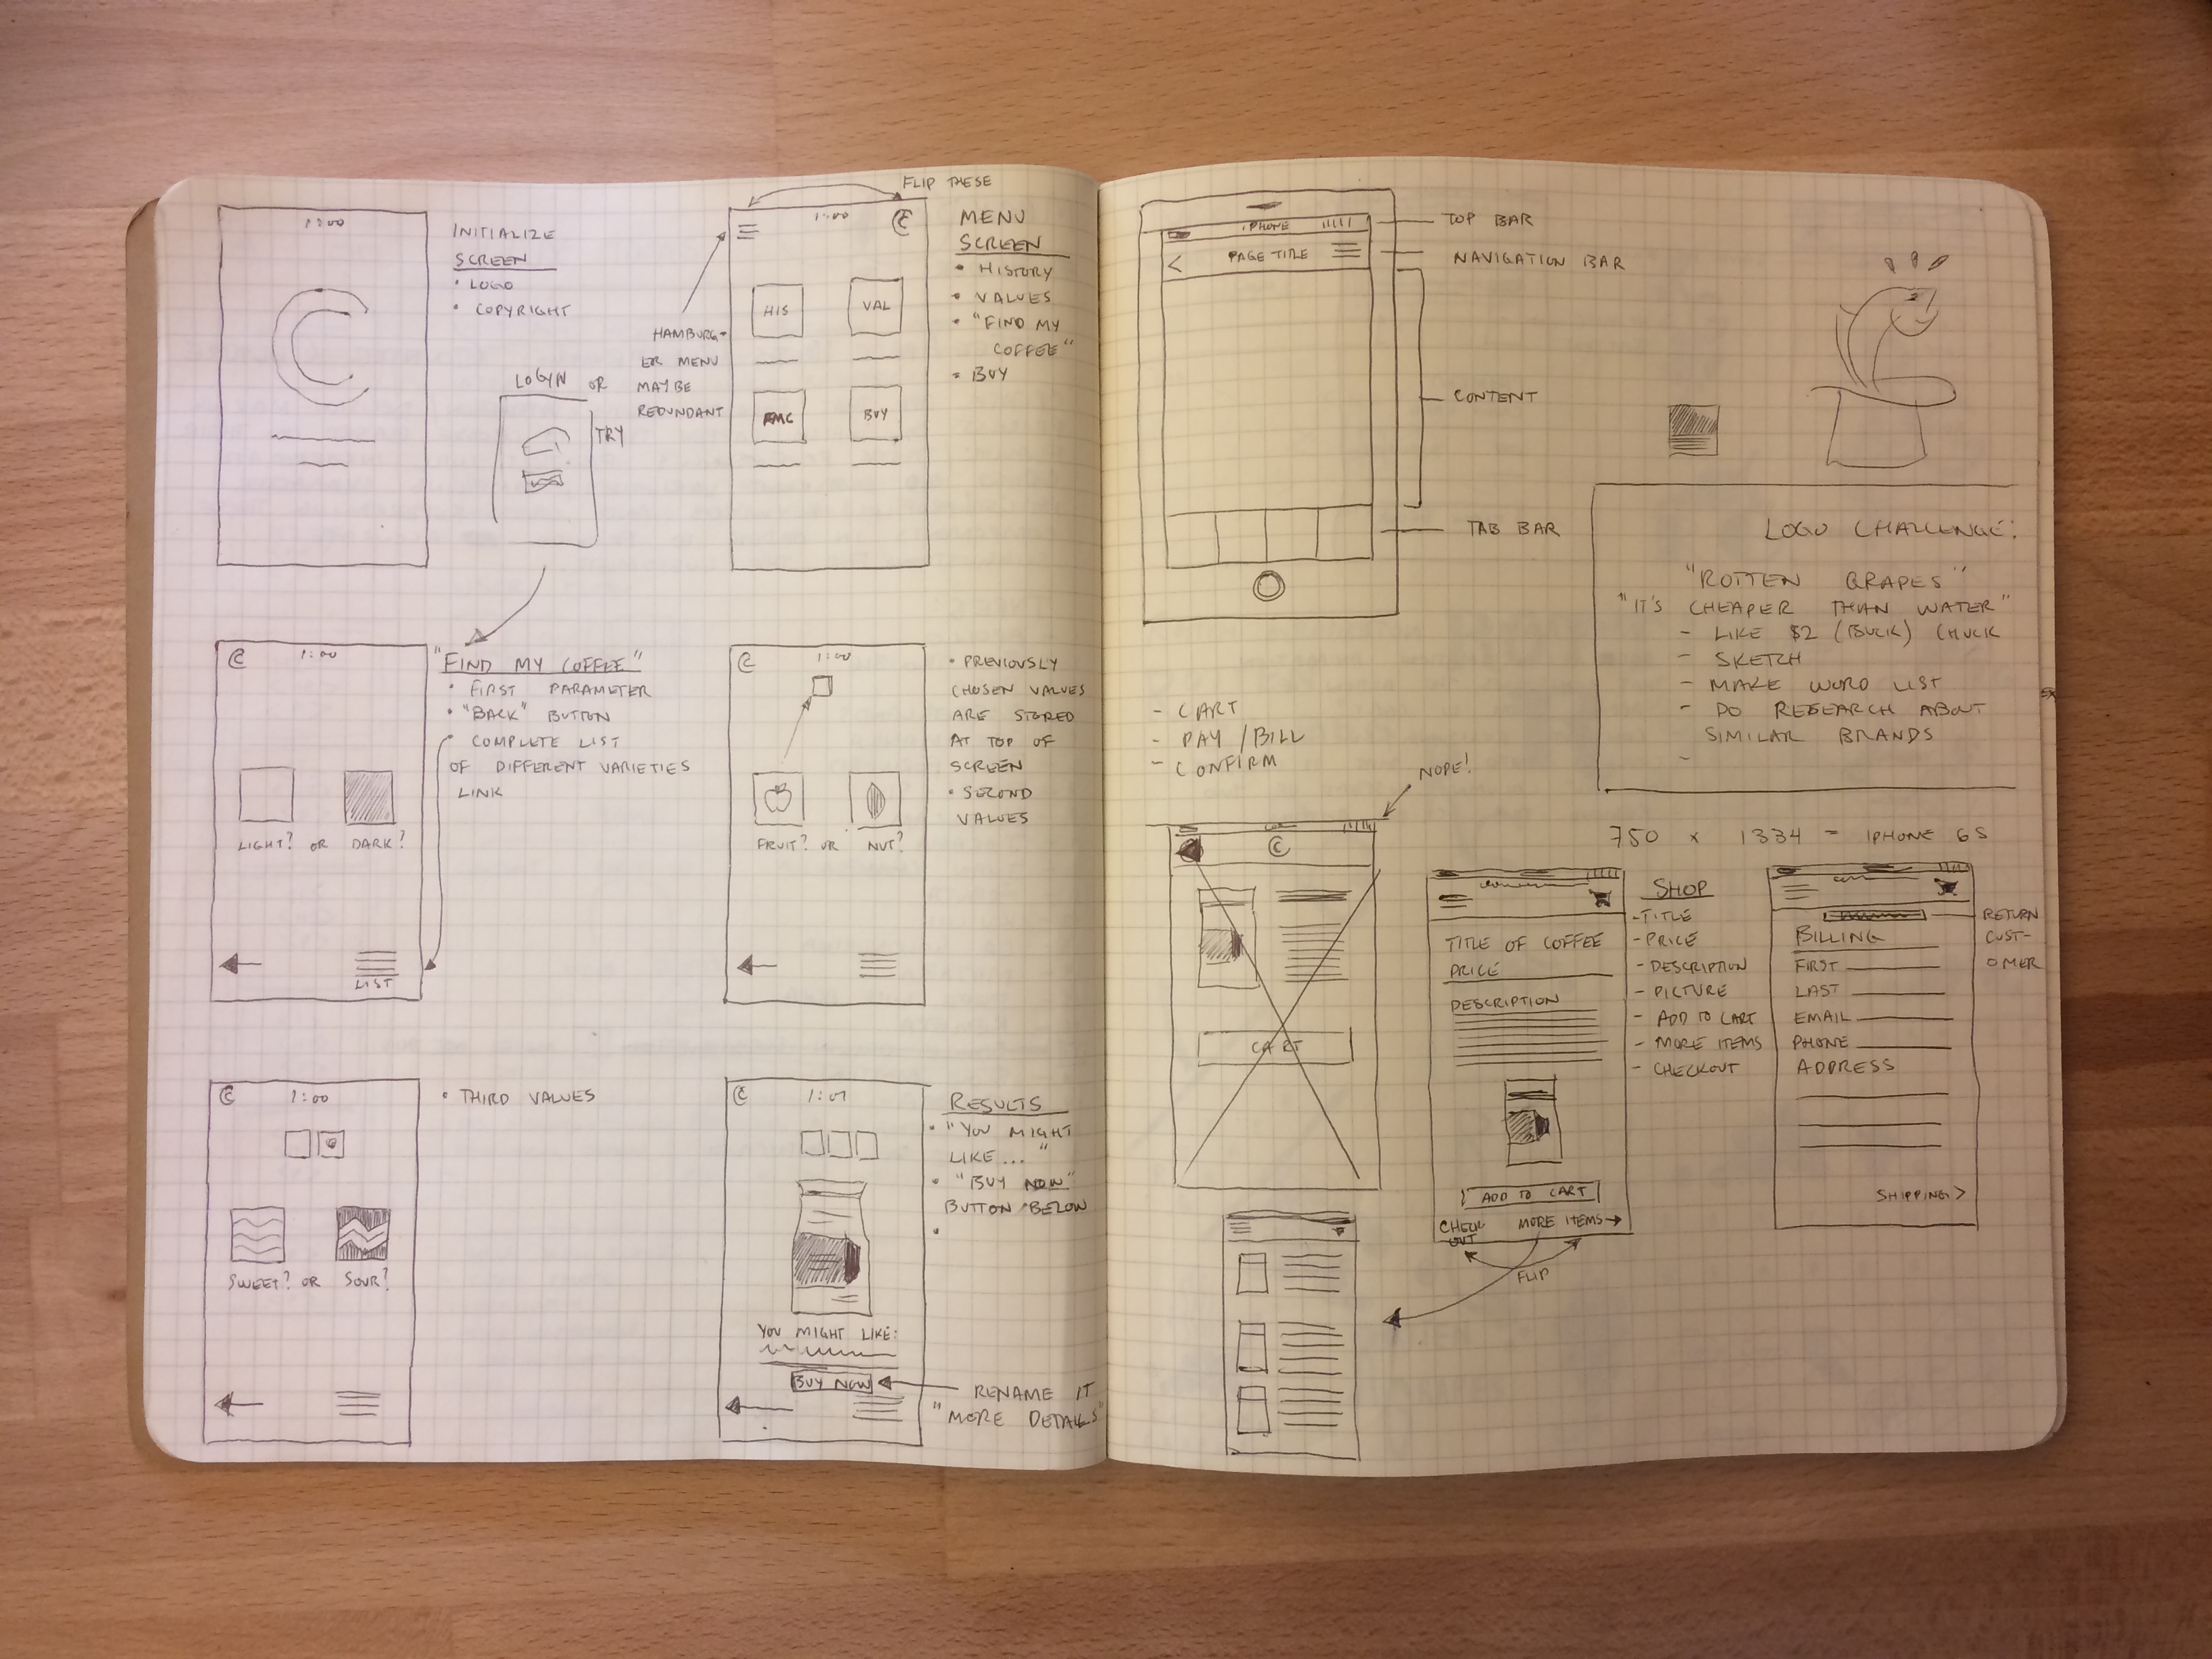 1:00
INITIALIZE
SCREEN
• LOGO
• COPYRIGHT
LOGIN OR
TRY
FLIP THESE
1:00
HAMBURG-
ER MENU
MAYBE
REDUNDANT
HIS
VAL
FMC
BUY
MENU
SCREEN
• HISTORY
• VALUES
• "FIND MY
COFFEE"
• BUY
C
1:00
LIGHT? OR DARK?
LIST
"FIND MY COFFEE"
• FIRST PARAMETER
• "BACK" BUTTON
• COMPLETE LIST
OF DIFFERENT VARIETIES
LINK
C
1:00
FRUIT? OR NUT?
• PREVIOUSLY
CHOSEN VALUES
ARE STORED
AT TOP OF
SCREEN
• SECOND
VALUES
C
1:00
SWEET? OR SOUR?
• THIRD VALUES
C
YOU MIGHT LIKE:
BUY NOW
RESULTS
• "YOU MIGHT
LIKE... "
• "BUY NOW"
BUTTON BELOW
RENAME IT
"MORE DETAILS"
IPHONE
PAGE TITLE
TOP BAR
NAVIGATION BAR
CONTENT
TAB BAR
LOGO CHALLENGE:
"ROTTEN GRAPES"
"IT'S CHEAPER THAN WATER"
- LIKE $2 (BUCK) CHUCK
- SKETCH
- MAKE WORD LIST
- DO RESEARCH ABOUT
SIMILAR BRANDS
-
- CART
- PAY / BILL
- CONFIRM
NOPE!
C
CART
750 x 1334 = IPHONE 6S
TITLE OF COFFEE
PRICE
DESCRIPTION
ADD TO CART
CHECK
OUT
MORE ITEMS →
FLIP
SHOP
- TITLE
- PRICE
- DESCRIPTION
- PICTURE
- ADD TO CART
- MORE ITEMS
- CHECKOUT
BILLING
FIRST
LAST
EMAIL
PHONE
ADDRESS
SHIPPING >
RETURN
CUST-
OMER